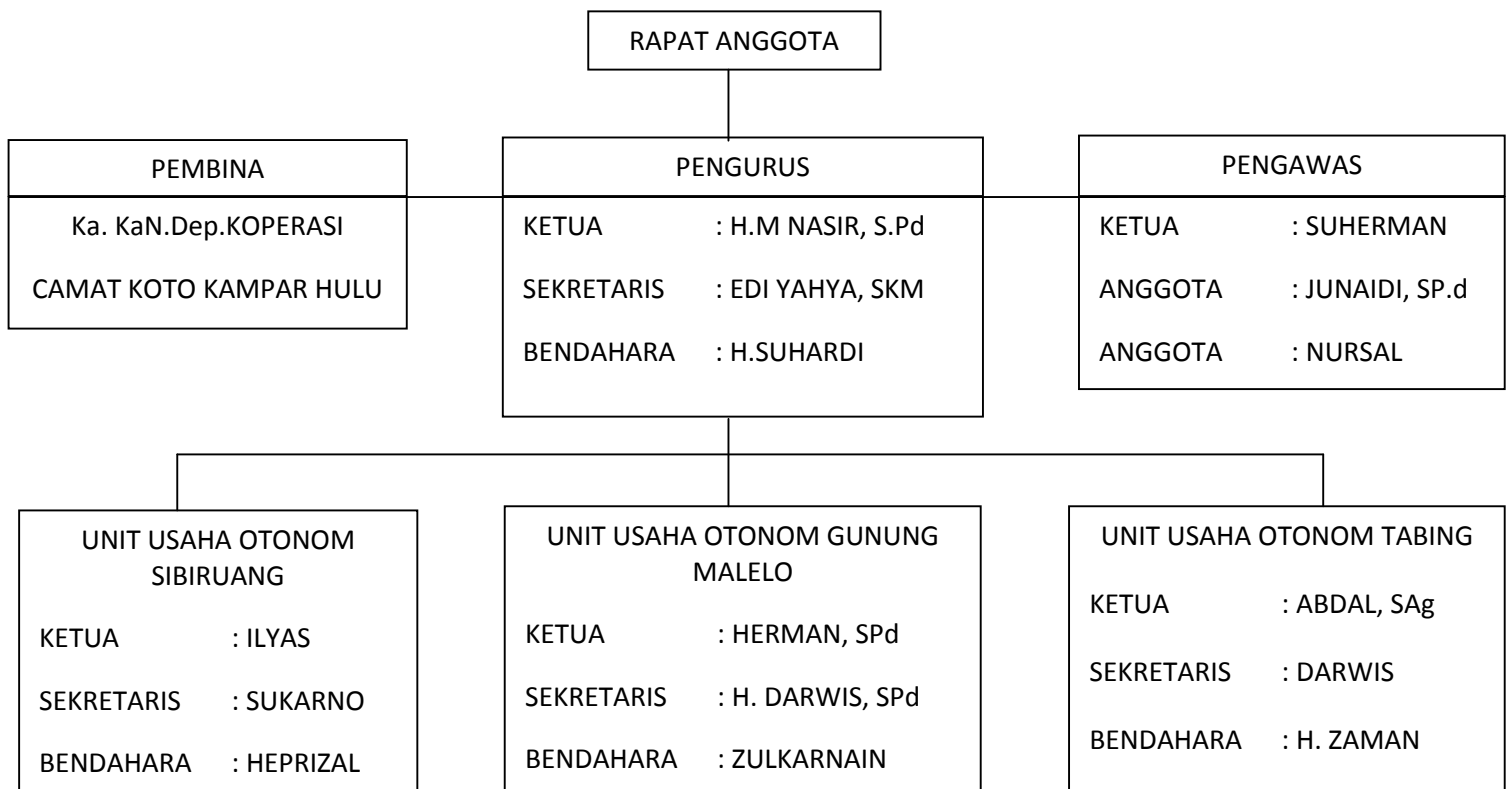 RAPAT ANGGOTA
PEMBINA
Ka. KaN.Dep.KOPERASI
CAMAT KOTO KAMPAR HULU
PENGURUS
KETUA : H.M NASIR, S.Pd
SEKRETARIS : EDI YAHYA, SKM
BENDAHARA : H.SUHARDI
PENGAWAS
KETUA : SUHERMAN
ANGGOTA : JUNAIDI, SP.d
ANGGOTA : NURSAL
UNIT USAHA OTONOM
SIBIRUANG
KETUA : ILYAS
SEKRETARIS : SUKARNO
BENDAHARA : HEPRIZAL
UNIT USAHA OTONOM GUNUNG
MALELO
KETUA : HERMAN, SPd
SEKRETARIS : H. DARWIS, SPd
BENDAHARA : ZULKARNAIN
UNIT USAHA OTONOM TABING
KETUA : ABDAL, SAg
SEKRETARIS : DARWIS
BENDAHARA : H. ZAMAN